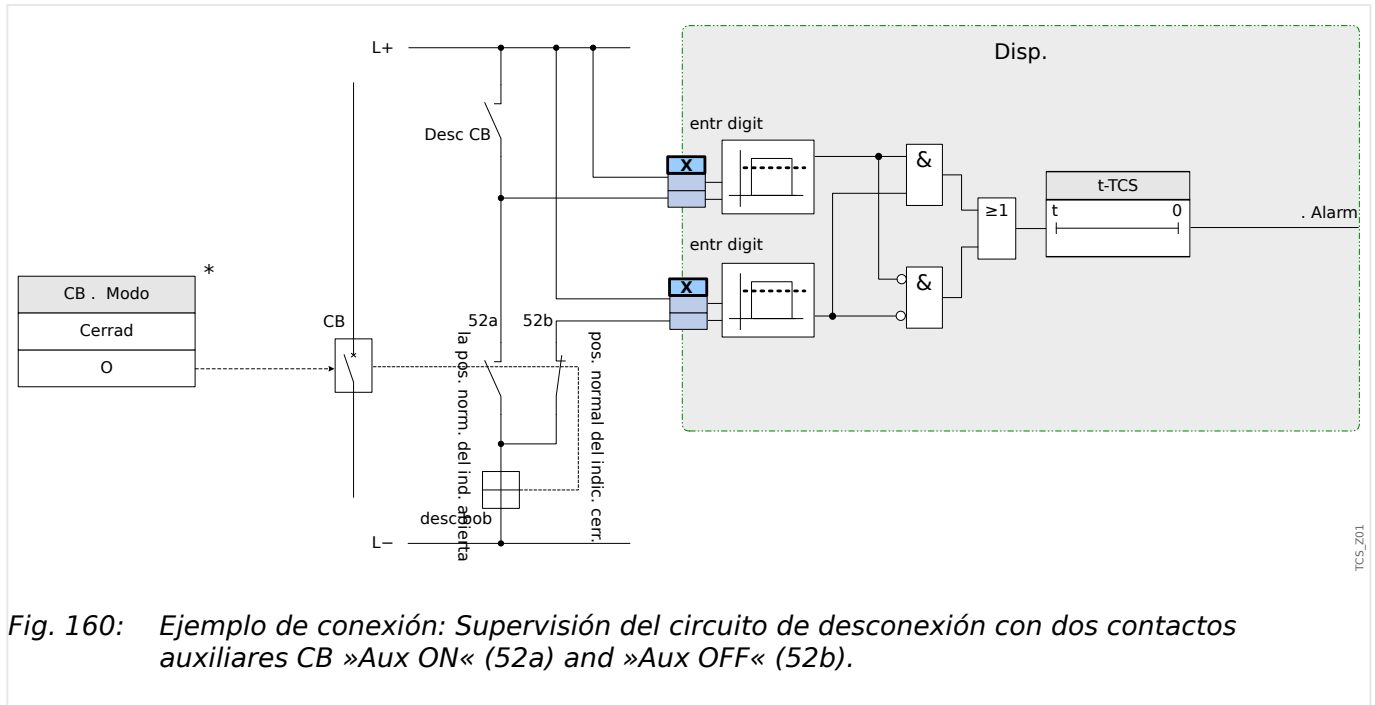 L+
Disp.
entr digit
Desc CB
X
&
t-TCS
t 0
≥1
. Alarm
entr digit
X
&
*
CB . Modo
Cerrad
O
CB
52a
52b
la pos. norm. del ind. abierta
pos. normal del indic. cerr.
desc bob
L−
TCS_Z01
Fig. 160: Ejemplo de conexión: Supervisión del circuito de desconexión con dos contactos
auxiliares CB »Aux ON« (52a) and »Aux OFF« (52b).